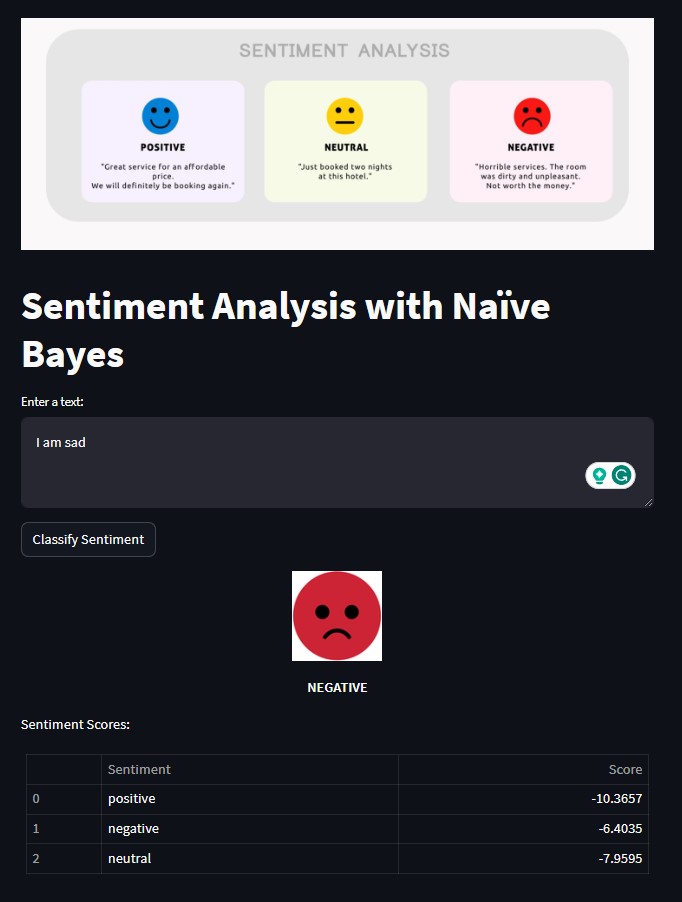 SENTIMENT ANALYSIS
POSITIVE
"Great service for an affordable
price.
We will definitely be booking again."
NEUTRAL
"Just booked two nights
at this hotel."
NEGATIVE
"Horrible services. The room
was dirty and unpleasant.
Not worth the money."
Sentiment Analysis with Naïve
Bayes
Enter a text:
I am sad
Classify Sentiment
NEGATIVE
Sentiment Scores:
Sentiment Score
0 positive -10.3657
1 negative -6.4035
2 neutral -7.9595